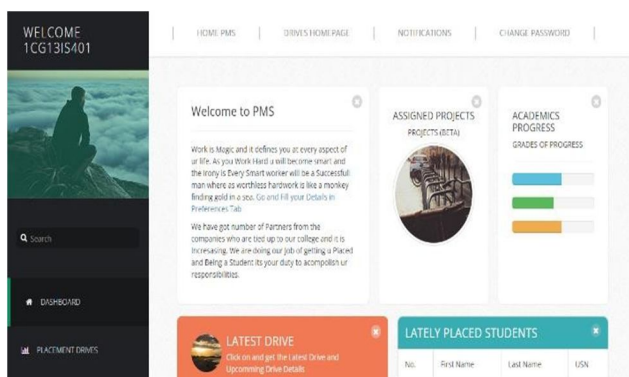 WELCOME
1CG13IS401
HOME PMS
DRIVES HOMEPAGE
NOTIFICATIONS
CHANGE PASSWORD
Search
DASHBOARD
PLACEMENT DRIVES
Welcome to PMS
Work is Magic and it defines you at every aspect of
ur life. As you Work Hard u will become smart and
the irony is Every Smart worker will be a Successfull
man where as worthless hardwork is like a monkey
finding gold in a sea. Go and Fill your Details in
Preferences Tab
We have got number of Partners from the
companies who are tied up to our college and it is
Incresasing. We are doing our Job of getting u Placed
and Being a Student its your duty to acompolish ur
responsibilities.
ASSIGNED PROJECTS
PROJECTS (BETA)
ACADEMICS
PROGRESS
GRADES OF PROGRESS
LATEST DRIVE
Click on and get the Latest Drive and
Upcomming Drive Details
LATELY PLACED STUDENTS
No. First Name Last Name USN